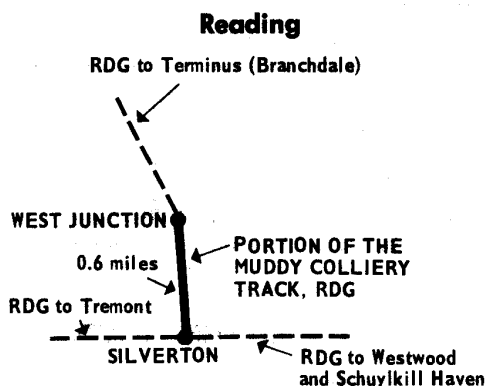 Reading
RDG to Terminus (Branchdale)
WEST JUNCTION
PORTION OF THE
MUDDY COLLIERY
TRACK, RDG
0.6 miles
RDG to Tremont
SILVERTON
RDG to Westwood
and Schuylkill Haven